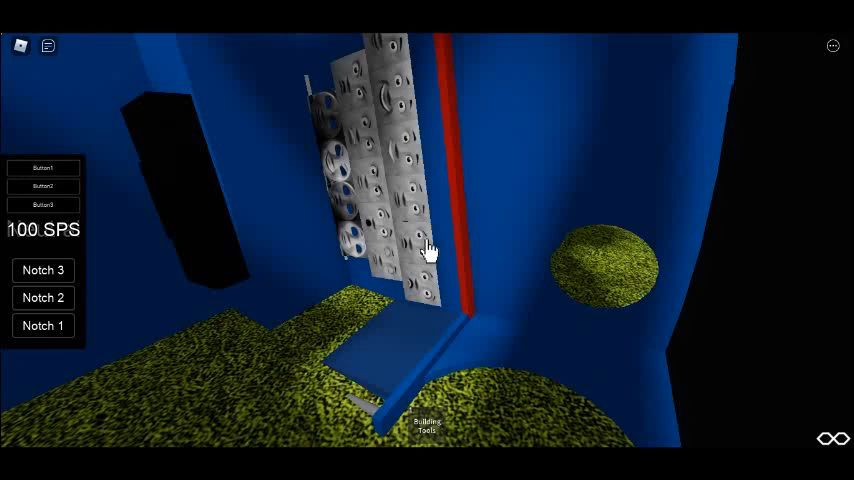 Button1
Button2
Button3
100 SPS
Notch 3
Notch 2
Notch 1
Building
Tools